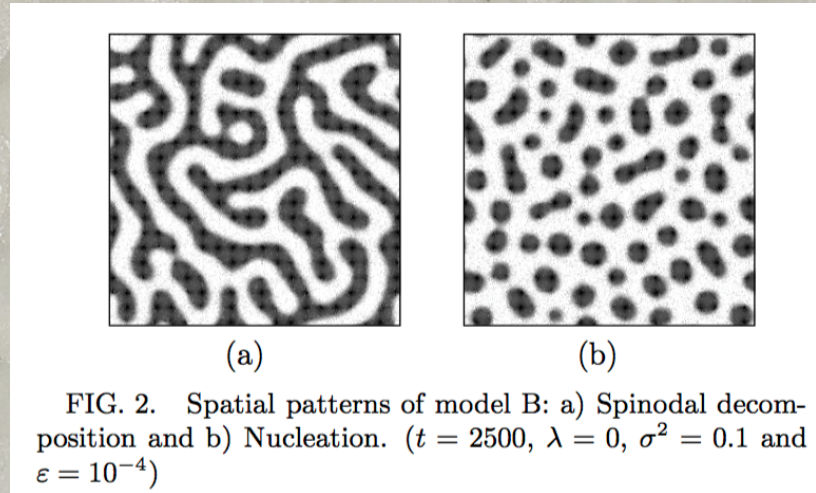 (a)
(b)
FIG. 2. Spatial patterns of model B: a) Spinodal decom-
position and b) Nucleation. (t = 2500, λ = 0, σ² = 0.1 and
ε = 10⁻⁴)